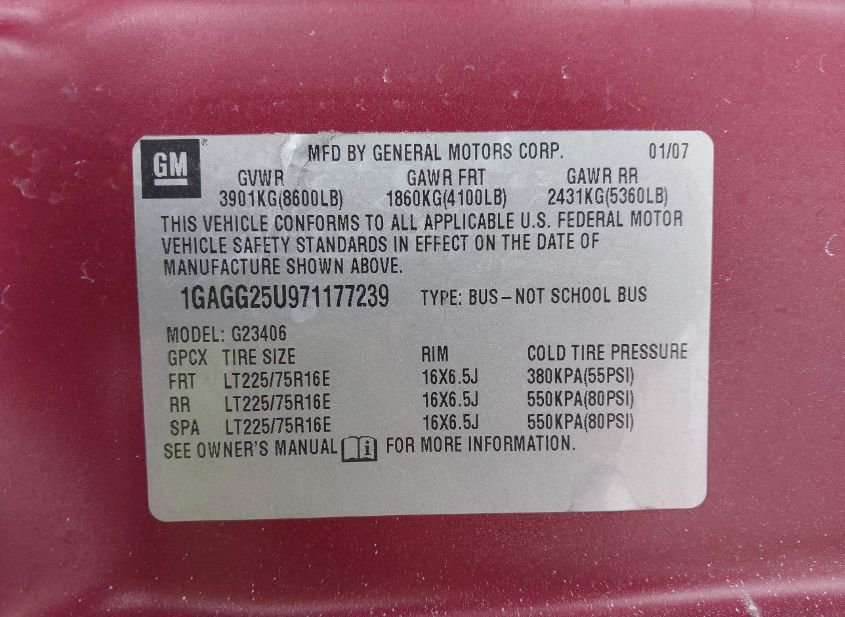 GM
MFD BY GENERAL MOTORS CORP. 01/07
GVWR GAWR FRT GAWR RR
3901KG(8600LB) 1860KG(4100LB) 2431KG(5360LB)
THIS VEHICLE CONFORMS TO ALL APPLICABLE U.S. FEDERAL MOTOR
VEHICLE SAFETY STANDARDS IN EFFECT ON THE DATE OF
MANUFACTURE SHOWN ABOVE.
1GAGG25U971177239 TYPE: BUS-NOT SCHOOL BUS
MODEL: G23406
GPCX TIRE SIZE RIM COLD TIRE PRESSURE
FRT LT225/75R16E 16X6.5J 380KPA(55PSI)
RR LT225/75R16E 16X6.5J 550KPA(80PSI)
SPA LT225/75R16E 16X6.5J 550KPA(80PSI)
SEE OWNER'S MANUAL i FOR MORE INFORMATION.